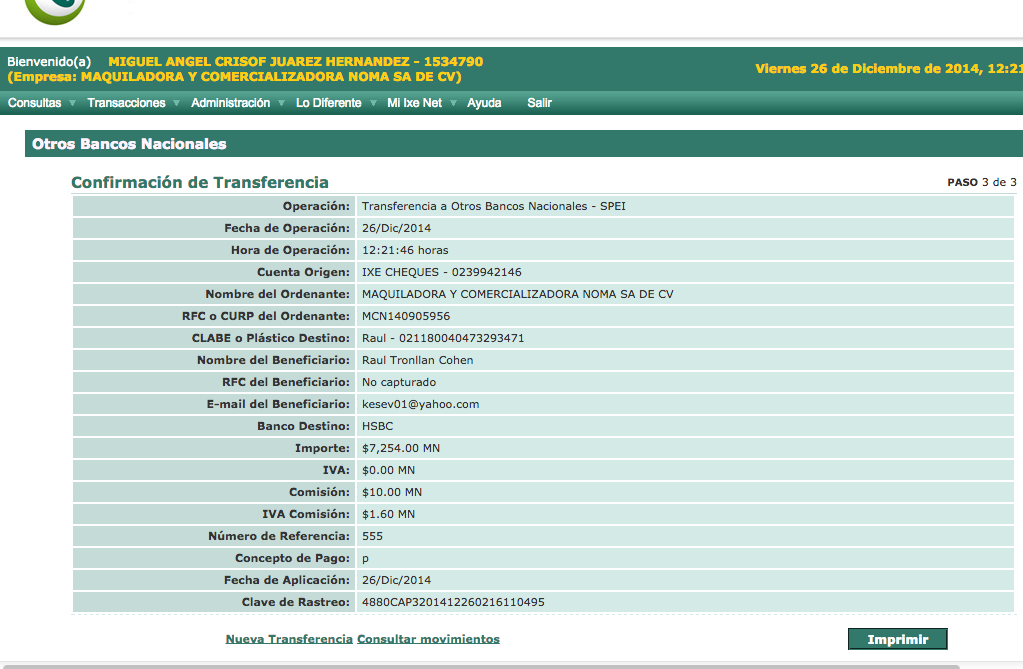 Bienvenido(a) MIGUEL ANGEL CRISOF JUAREZ HERNANDEZ - 1534790
(Empresa: MAQUILADORA Y COMERCIALIZADORA NOMA SA DE CV)
Viernes 26 de Diciembre de 2014, 12:21
Consultas Transacciones Administración Lo Diferente Mi Ixe Net Ayuda Salir
Otros Bancos Nacionales
Confirmación de Transferencia PASO 3 de 3
Operación: Transferencia a Otros Bancos Nacionales - SPEI
Fecha de Operación: 26/Dic/2014
Hora de Operación: 12:21:46 horas
Cuenta Origen: IXE CHEQUES - 0239942146
Nombre del Ordenante: MAQUILADORA Y COMERCIALIZADORA NOMA SA DE CV
RFC o CURP del Ordenante: MCN140905956
CLABE o Plástico Destino: Raul - 021180040473293471
Nombre del Beneficiario: Raul Tronllan Cohen
RFC del Beneficiario: No capturado
E-mail del Beneficiario: kesev01@yahoo.com
Banco Destino: HSBC
Importe: $7,254.00 MN
IVA: $0.00 MN
Comisión: $10.00 MN
IVA Comisión: $1.60 MN
Número de Referencia: 555
Concepto de Pago: p
Fecha de Aplicación: 26/Dic/2014
Clave de Rastreo: 4880CAP3201412260216110495
Nueva Transferencia Consultar movimientos Imprimir